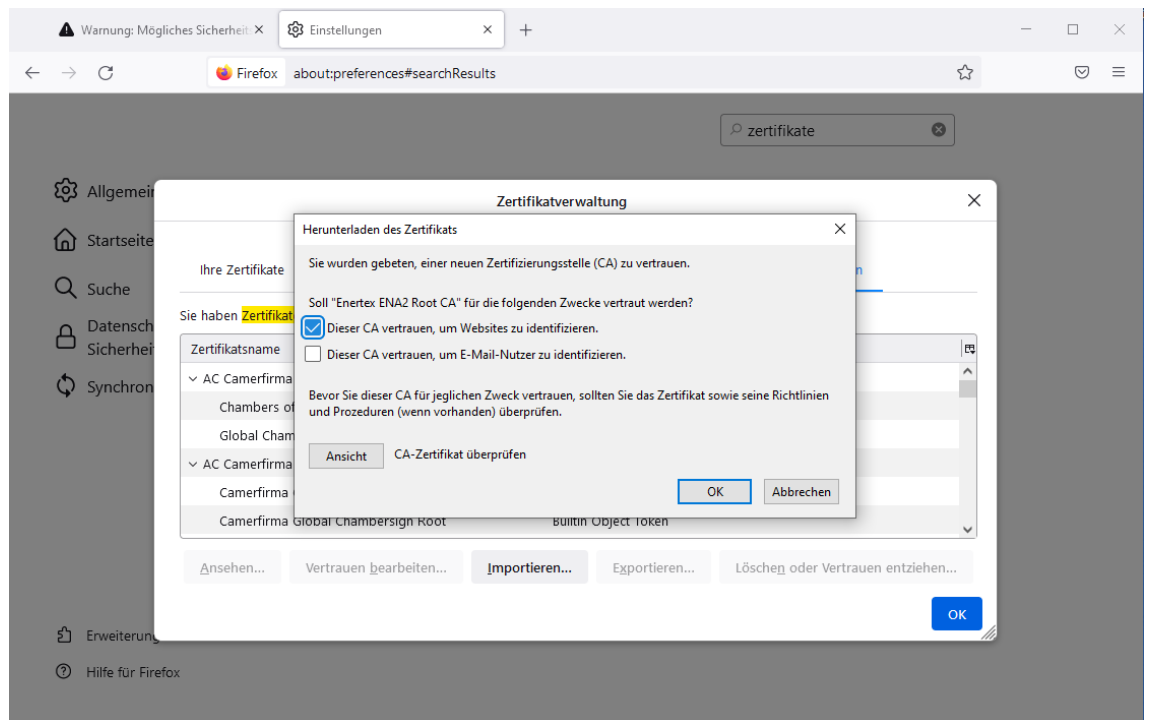 Warnung: Mögliches Sicherheit
Einstellungen
Firefox about:preferences#searchResults
zertifikate
Allgemein
Startseite
Suche
Datensch
Sicherhei
Synchron
Erweiterung
Hilfe für Firefox
Zertifikatverwaltung
Ihre Zertifikate
n
Sie haben Zertifikat
Zertifikatsname
AC Camerfirma
Chambers of
Global Cham
AC Camerfirma
Camerfirma
Camerfirma Global Chambersign Root Builtin Object Token
Herunterladen des Zertifikats
Sie wurden gebeten, einer neuen Zertifizierungsstelle (CA) zu vertrauen.
Soll "Enertex ENA2 Root CA" für die folgenden Zwecke vertraut werden?
Dieser CA vertrauen, um Websites zu identifizieren.
Dieser CA vertrauen, um E-Mail-Nutzer zu identifizieren.
Bevor Sie dieser CA für jeglichen Zweck vertrauen, sollten Sie das Zertifikat sowie seine Richtlinien
und Prozeduren (wenn vorhanden) überprüfen.
Ansicht CA-Zertifikat überprüfen
OK Abbrechen
Ansehen... Vertrauen bearbeiten... Importieren... Exportieren... Löschen oder Vertrauen entziehen...
OK